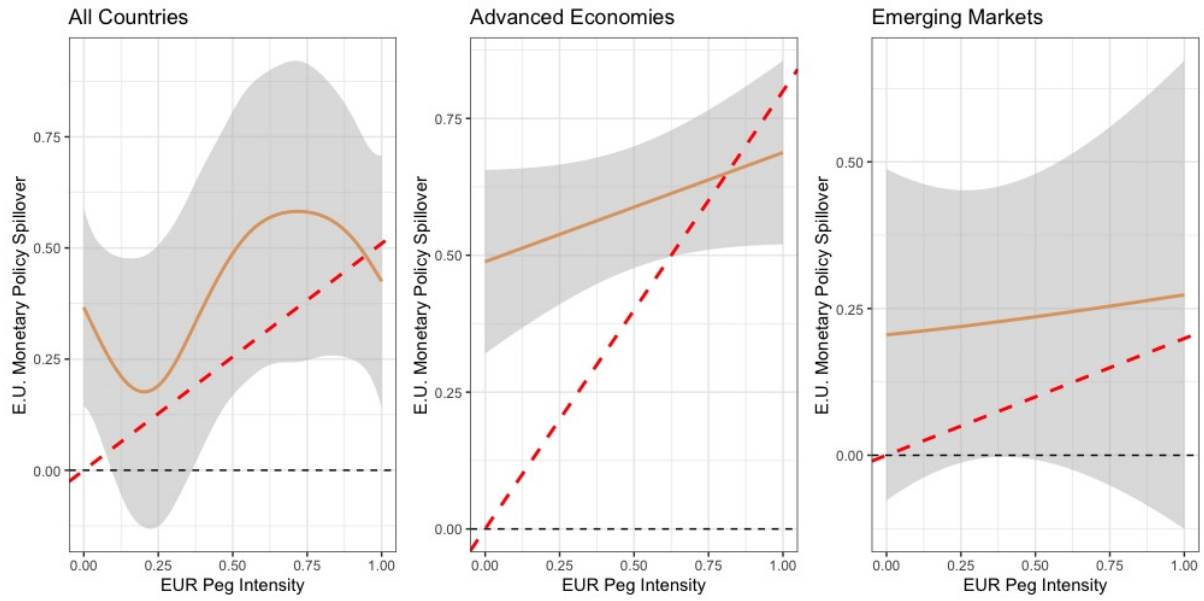 All Countries
E.U. Monetary Policy Spillover
0.75
0.50
0.25
0.00
0.00 0.25 0.50 0.75 1.00
EUR Peg Intensity
Advanced Economies
E.U. Monetary Policy Spillover
0.75
0.50
0.25
0.00
0.00 0.25 0.50 0.75 1.00
EUR Peg Intensity
Emerging Markets
E.U. Monetary Policy Spillover
0.50
0.25
0.00
0.00 0.25 0.50 0.75 1.00
EUR Peg Intensity